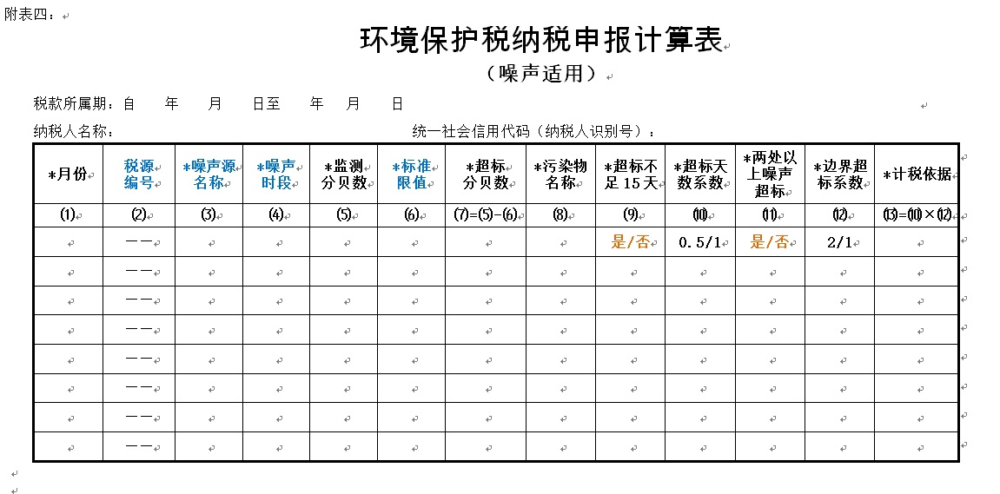 附表四：
环境保护税纳税申报计算表
（噪声适用）
税款所属期：自 年 月 日至 年 月 日
纳税人名称： 统一社会信用代码（纳税人识别号）：
*月份 税源编号 *噪声源名称 *噪声时段 *监测分贝数 *标准限值 *超标分贝数 *污染物名称 *超标不足15天 *超标天数系数 *两处以上噪声超标 *边界超标系数 *计税依据
⑴ ⑵ ⑶ ⑷ ⑸ ⑹ ⑺=⑸-⑹ ⑻ ⑼ ⑽ ⑾ ⑿ ⒀=⑽×⑿
—— 是/否 0.5/1 是/否 2/1
——
——
——
——
——
——
——